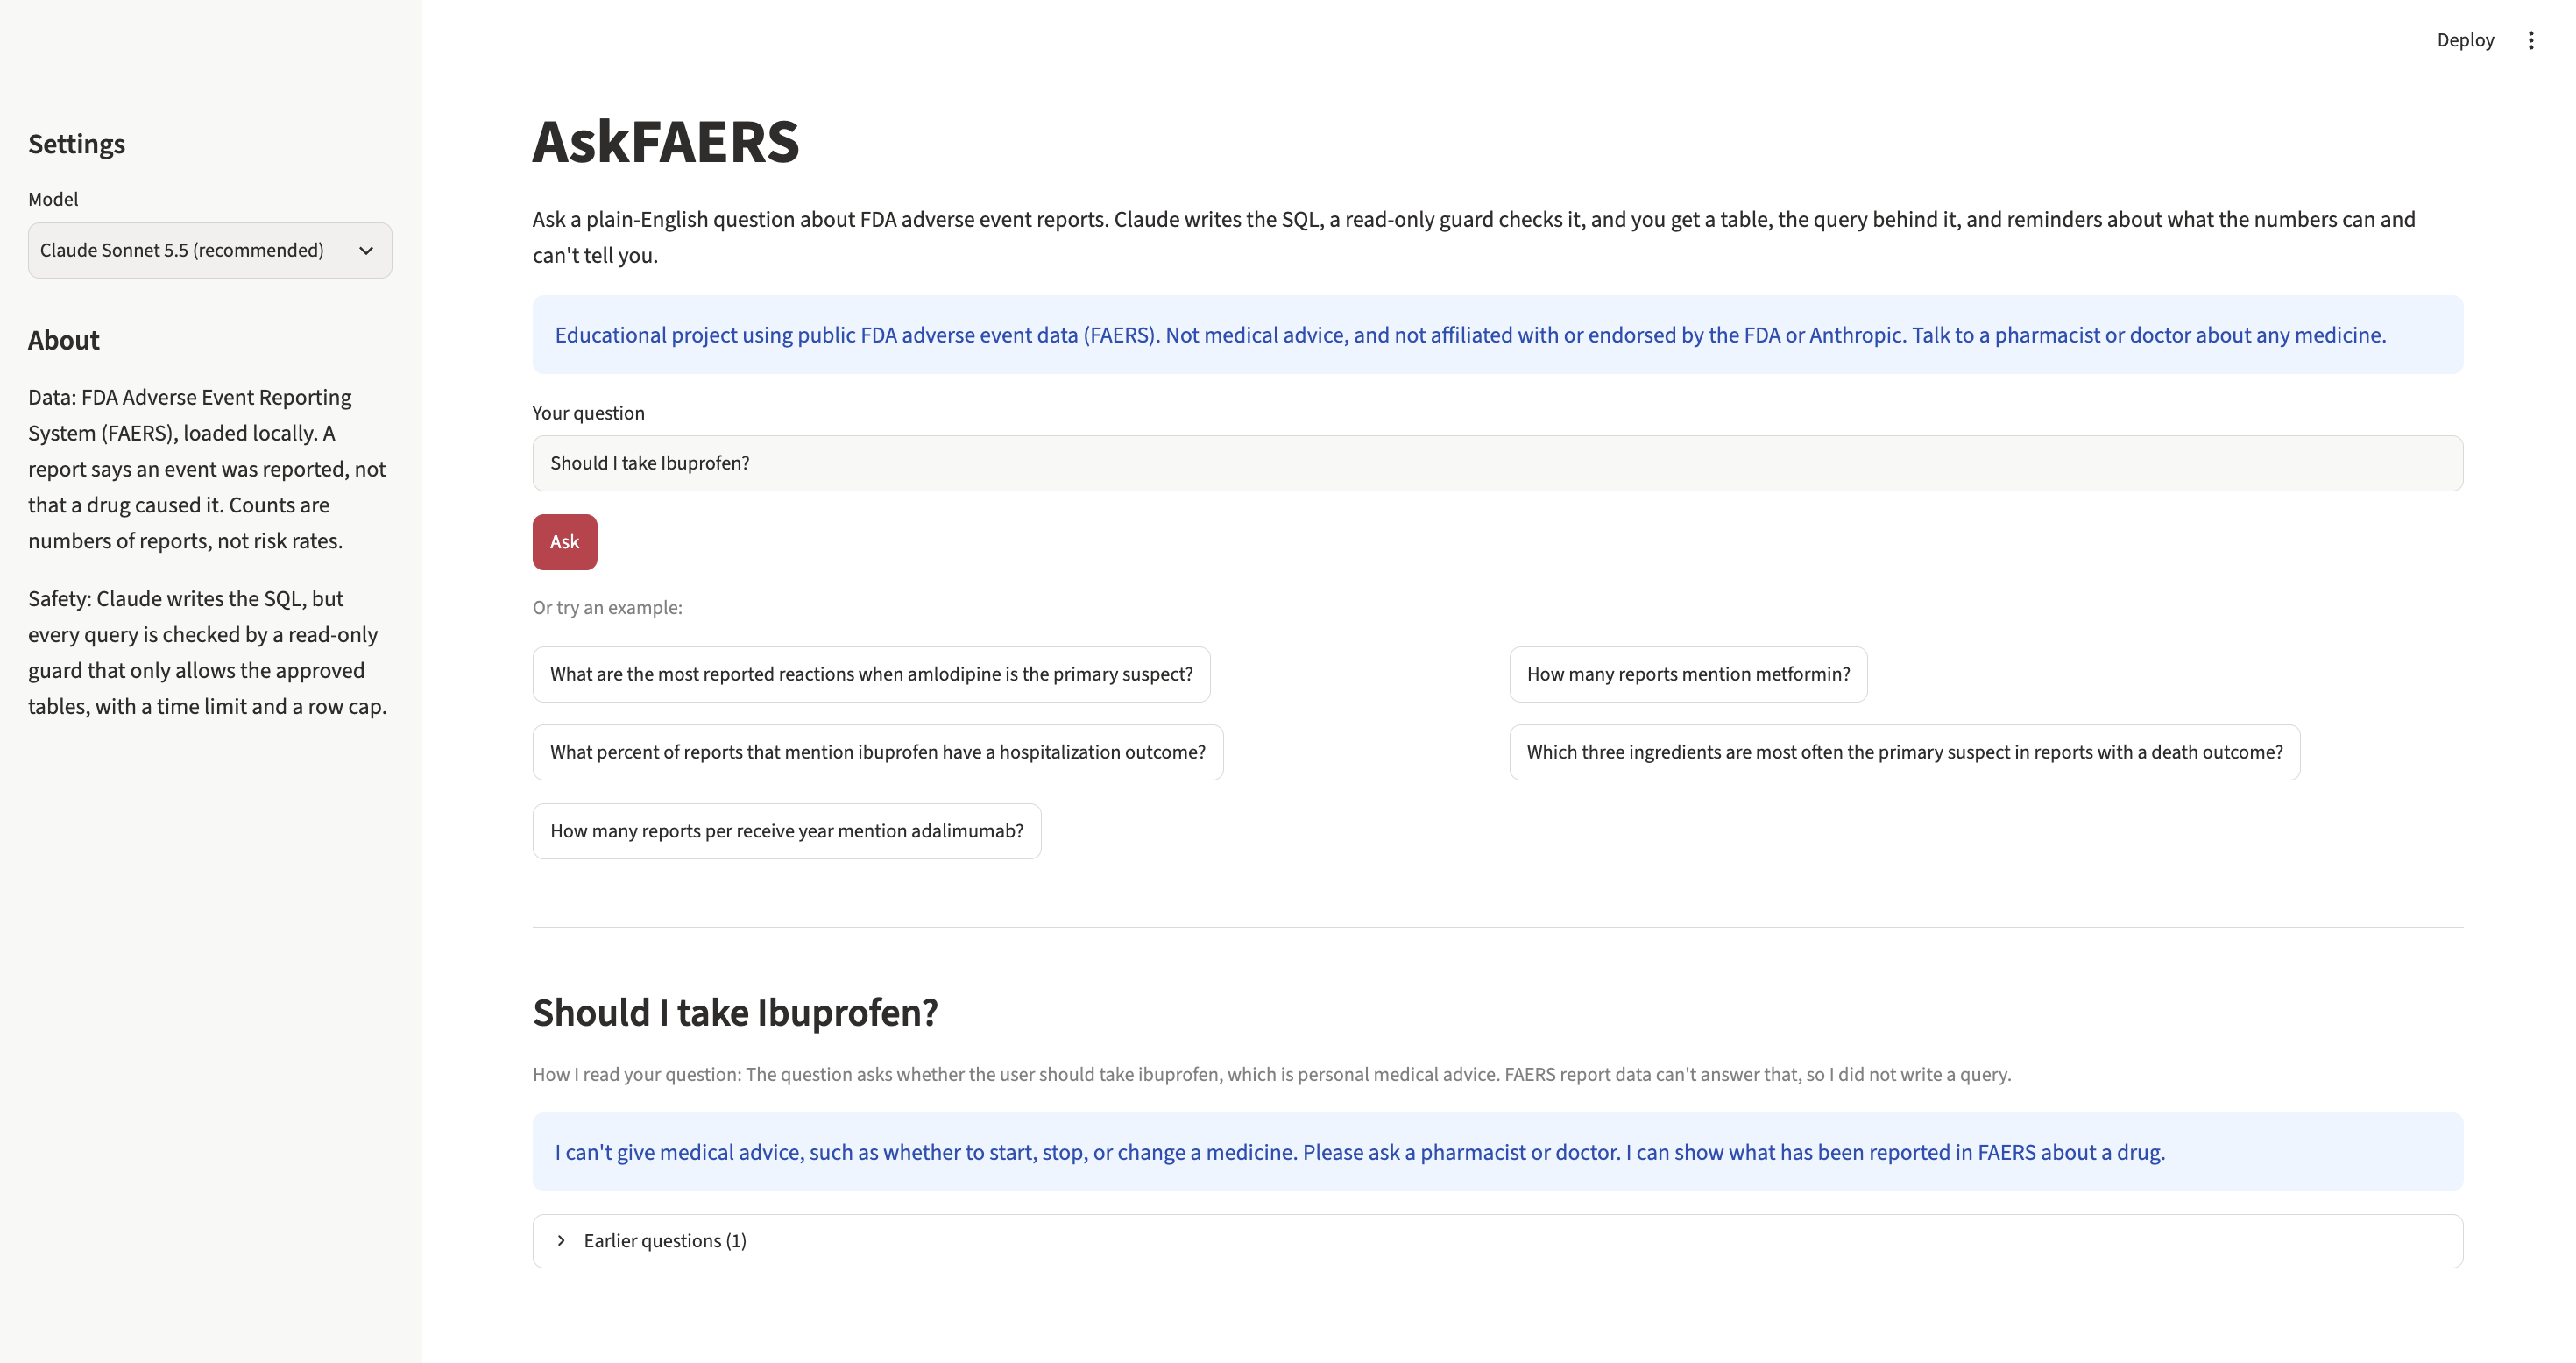 Deploy
Settings
Model
Claude Sonnet 5.5 (recommended)
About
Data: FDA Adverse Event Reporting
System (FAERS), loaded locally. A
report says an event was reported, not
that a drug caused it. Counts are
numbers of reports, not risk rates.
Safety: Claude writes the SQL, but
every query is checked by a read-only
guard that only allows the approved
tables, with a time limit and a row cap.
AskFAERS
Ask a plain-English question about FDA adverse event reports. Claude writes the SQL, a read-only guard checks it, and you get a table, the query behind it, and reminders about what the numbers can and
can't tell you.
Educational project using public FDA adverse event data (FAERS). Not medical advice, and not affiliated with or endorsed by the FDA or Anthropic. Talk to a pharmacist or doctor about any medicine.
Your question
Should I take Ibuprofen?
Ask
Or try an example:
What are the most reported reactions when amlodipine is the primary suspect?
How many reports mention metformin?
What percent of reports that mention ibuprofen have a hospitalization outcome?
Which three ingredients are most often the primary suspect in reports with a death outcome?
How many reports per receive year mention adalimumab?
Should I take Ibuprofen?
How I read your question: The question asks whether the user should take ibuprofen, which is personal medical advice. FAERS report data can't answer that, so I did not write a query.
I can't give medical advice, such as whether to start, stop, or change a medicine. Please ask a pharmacist or doctor. I can show what has been reported in FAERS about a drug.
Earlier questions (1)